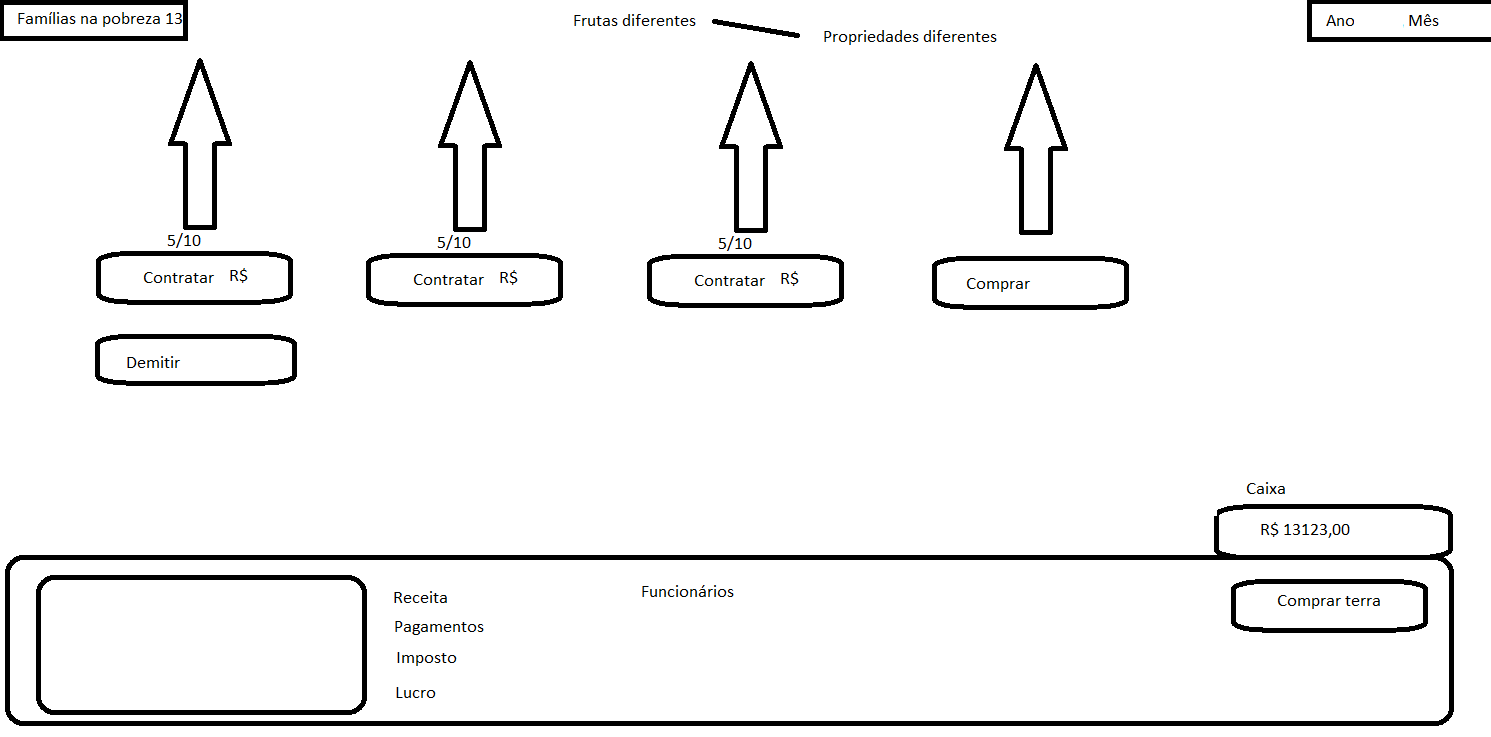 Famílias na pobreza 13
Frutas diferentes
Propriedades diferentes
Ano
Mês
5/10
5/10
5/10
Contratar R$
Contratar R$
Contratar R$
Comprar
Demitir
Caixa
R$ 13123,00
Receita
Pagamentos
Imposto
Lucro
Funcionários
Comprar terra